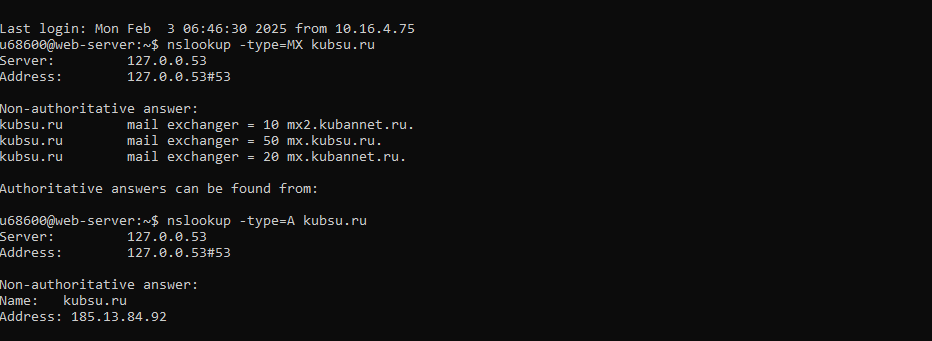 Last login: Mon Feb  3 06:46:30 2025 from 10.16.4.75
u68600@web-server:~$ nslookup -type=MX kubsu.ru
Server:         127.0.0.53
Address:        127.0.0.53#53
Non-authoritative answer:
kubsu.ru        mail exchanger = 10 mx2.kubannet.ru.
kubsu.ru        mail exchanger = 50 mx.kubsu.ru.
kubsu.ru        mail exchanger = 20 mx.kubannet.ru.
Authoritative answers can be found from:
u68600@web-server:~$ nslookup -type=A kubsu.ru
Server:         127.0.0.53
Address:        127.0.0.53#53
Non-authoritative answer:
Name:   kubsu.ru
Address: 185.13.84.92